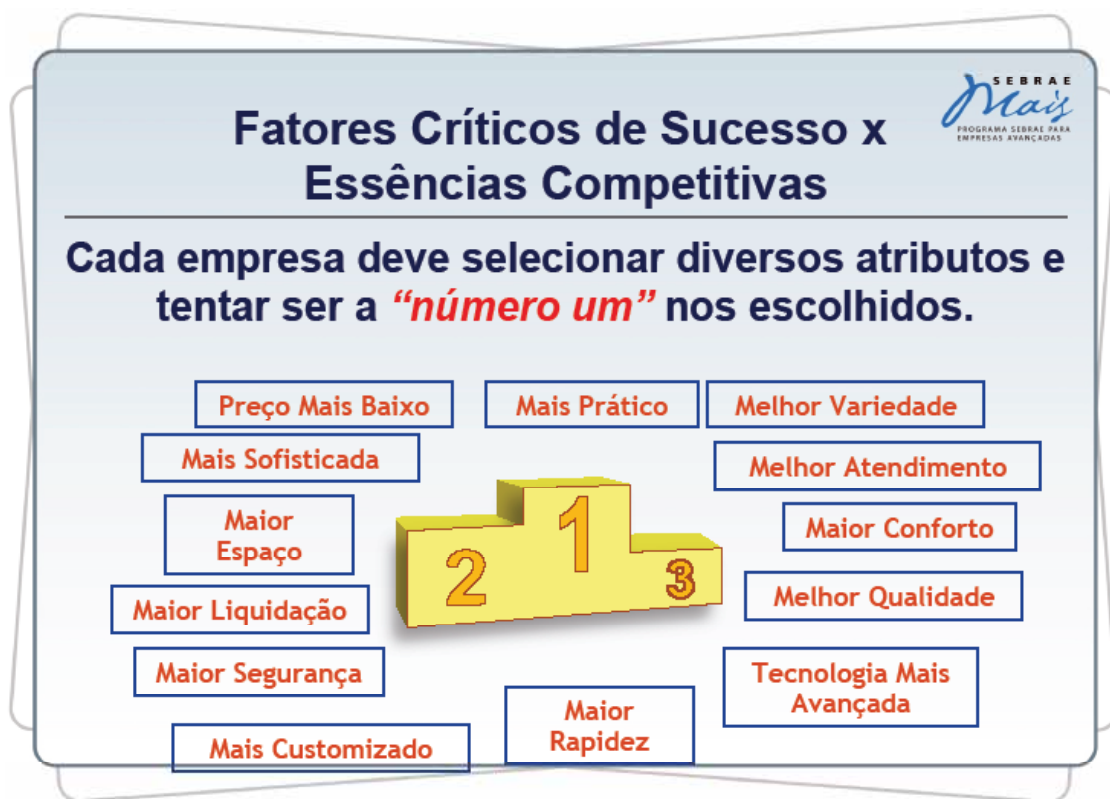 SEBRAE
Mais
PROGRAMA SEBRAE PARA
EMPRESAS AVANÇADAS
Fatores Críticos de Sucesso x
Essências Competitivas
Cada empresa deve selecionar diversos atributos e
tentar ser a “número um” nos escolhidos.
Preço Mais Baixo
Mais Prático
Melhor Variedade
Mais Sofisticada
Melhor Atendimento
Maior
Espaço
Maior Conforto
1
2
3
Maior Liquidação
Melhor Qualidade
Maior Segurança
Tecnologia Mais
Avançada
Maior
Rapidez
Mais Customizado